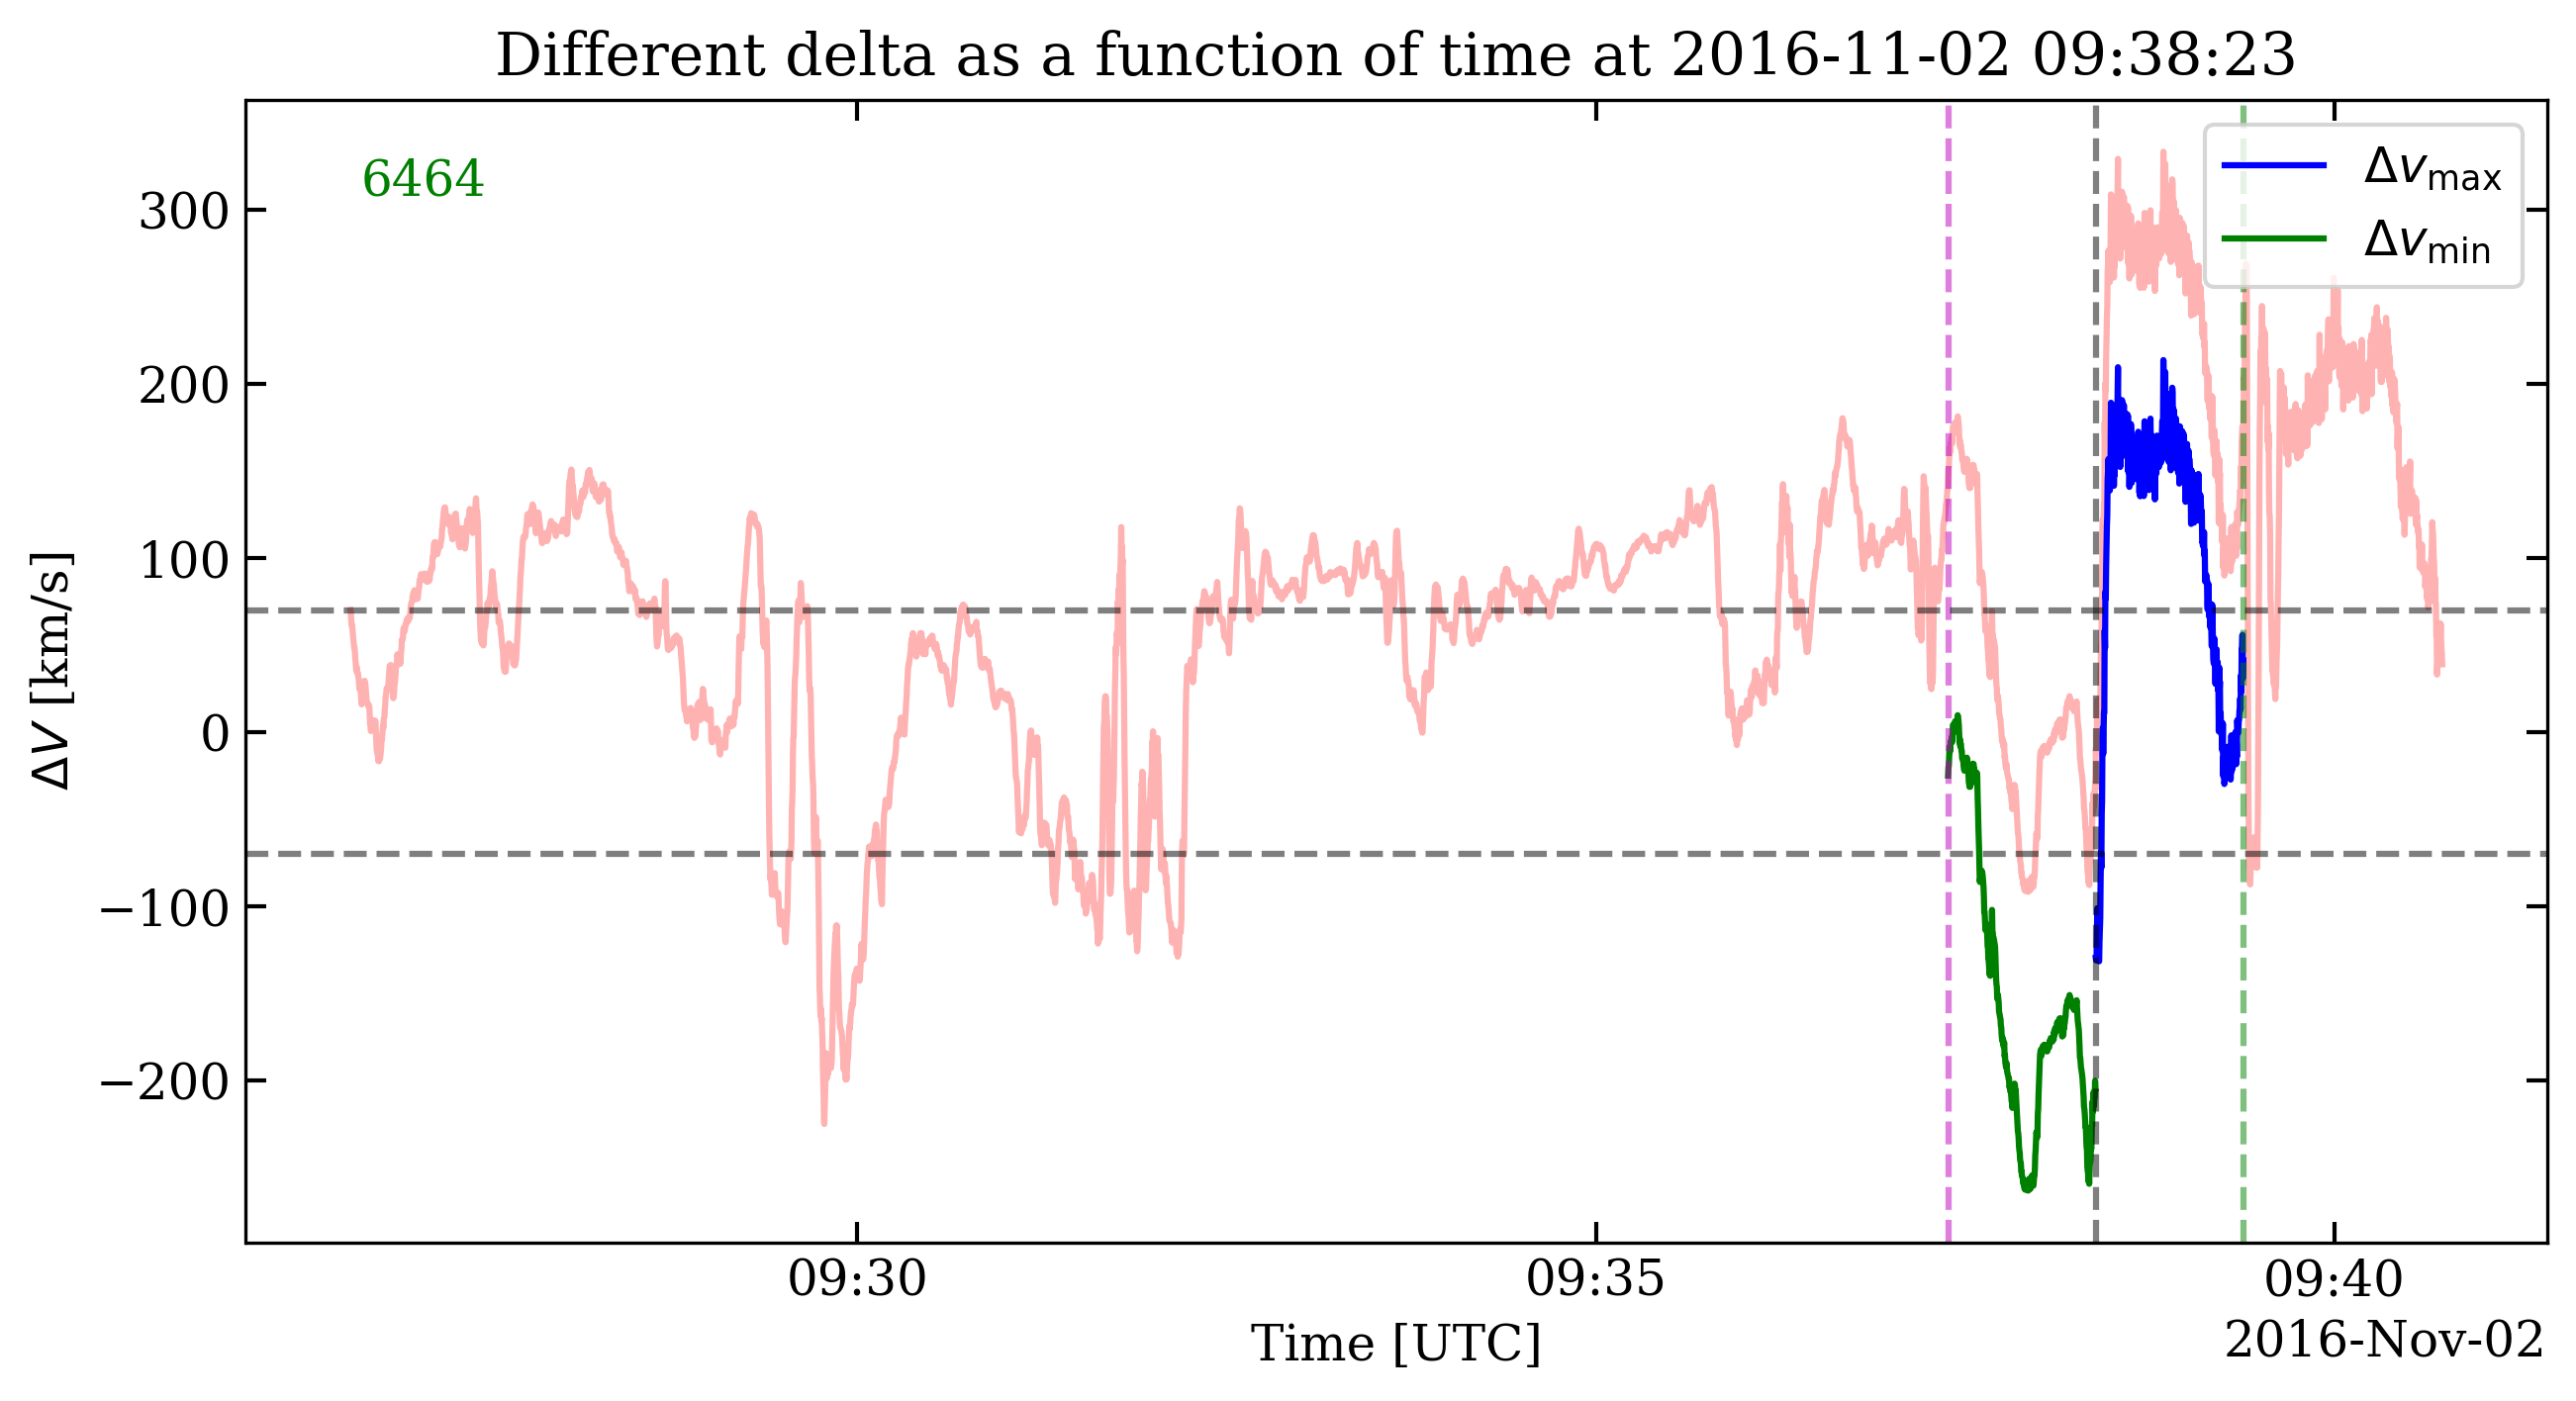 Different delta as a function of time at 2016-11-02 09:38:23
6464
Δv_max
Δv_min
300
200
100
0
−100
−200
ΔV [km/s]
09:30
09:35
09:40
Time [UTC]
2016-Nov-02